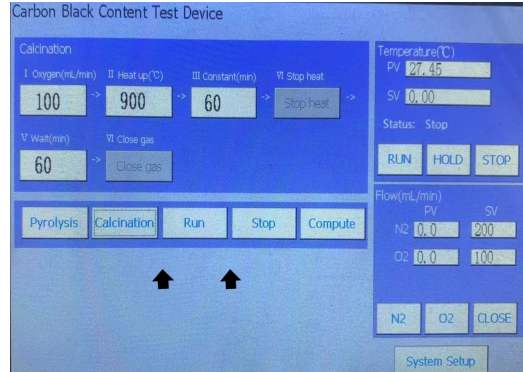 Carbon Black Content Test Device
Calcination
I Oxygen(mL/min) II Heat up(℃) III Constant(min) VI Stop heat
100 -> 900 -> 60 -> Stop heat ->
V Wait(min) VI Close gas
60 -> Close gas
Pyrolysis Calcination Run Stop Compute
Temperature(℃)
PV 27.45
SV 0.00
Status: Stop
RUN HOLD STOP
Flow(mL/min)
PV SV
N2 0.0 200
O2 0.0 100
N2 O2 CLOSE
System Setup